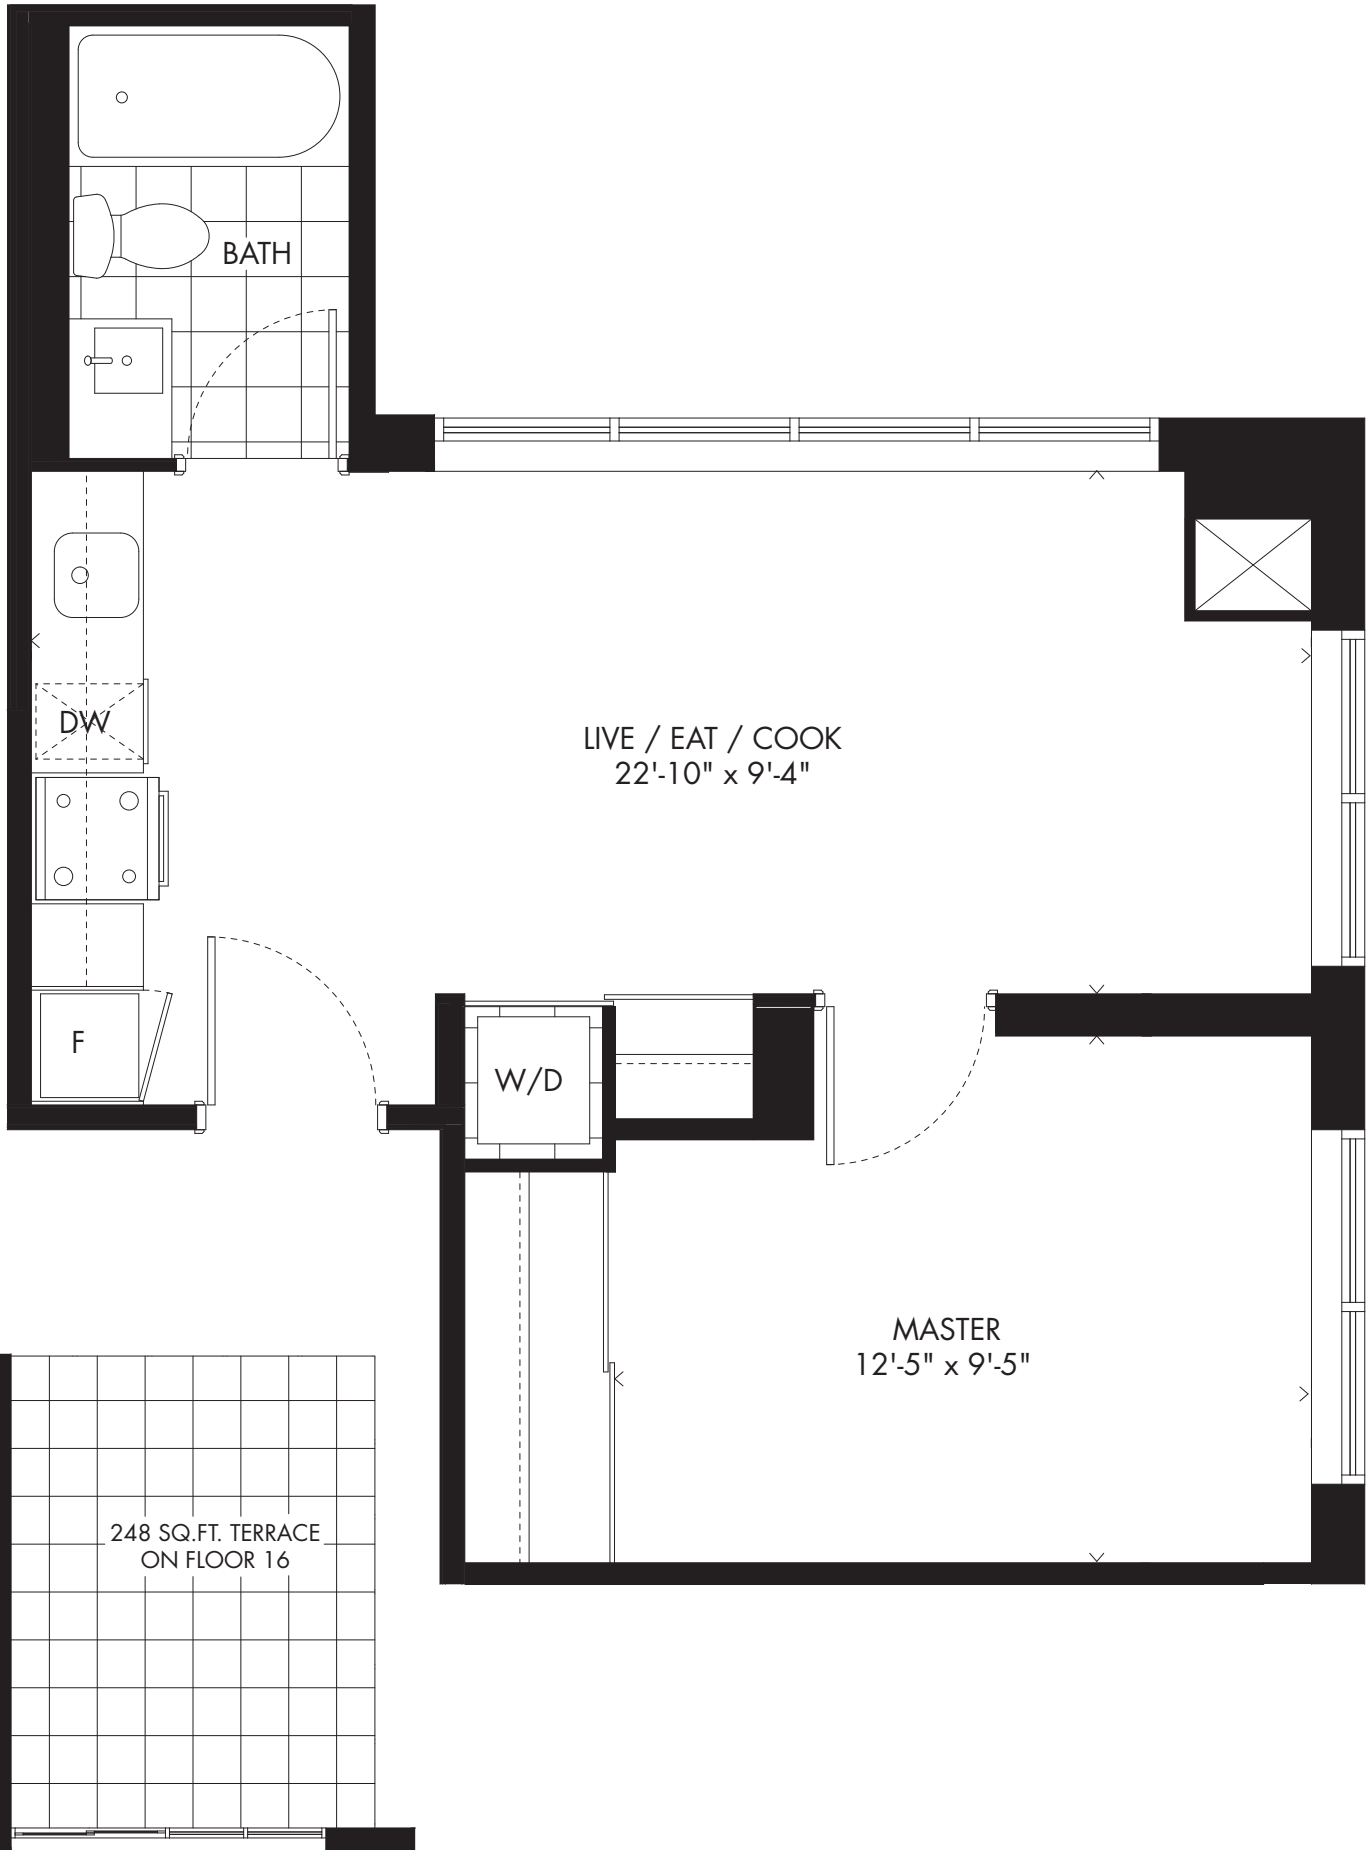 BATH
DW
LIVE / EAT / COOK
22'-10" x 9'-4"
F
W/D
MASTER
12'-5" x 9'-5"
248 SQ.FT. TERRACE
ON FLOOR 16